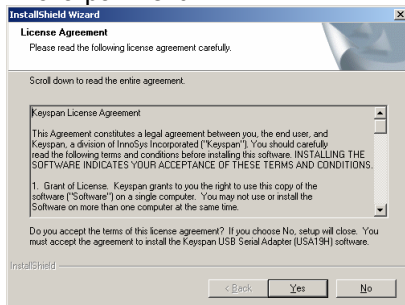 InstallShield Wizard
License Agreement
Please read the following license agreement carefully.
Scroll down to read the entire agreement.
Keyspan License Agreement
This Agreement constitutes a legal agreement between you, the end user, and
Keyspan, a division of InnoSys Incorporated ("Keyspan"). You should carefully
read the following terms and conditions before installing this software. INSTALLING THE
SOFTWARE INDICATES YOUR ACCEPTANCE OF THESE TERMS AND CONDITIONS.
1. Grant of License. Keyspan grants to you the right to use this copy of the
software ("Software") on a single computer. You may not use or install the
Software on more than one computer at the same time.
Do you accept the terms of this license agreement? If you choose No, setup will close. You
must accept the agreement to install the Keyspan USB Serial Adapter (USA19H) software.
InstallShield
< Back Yes No